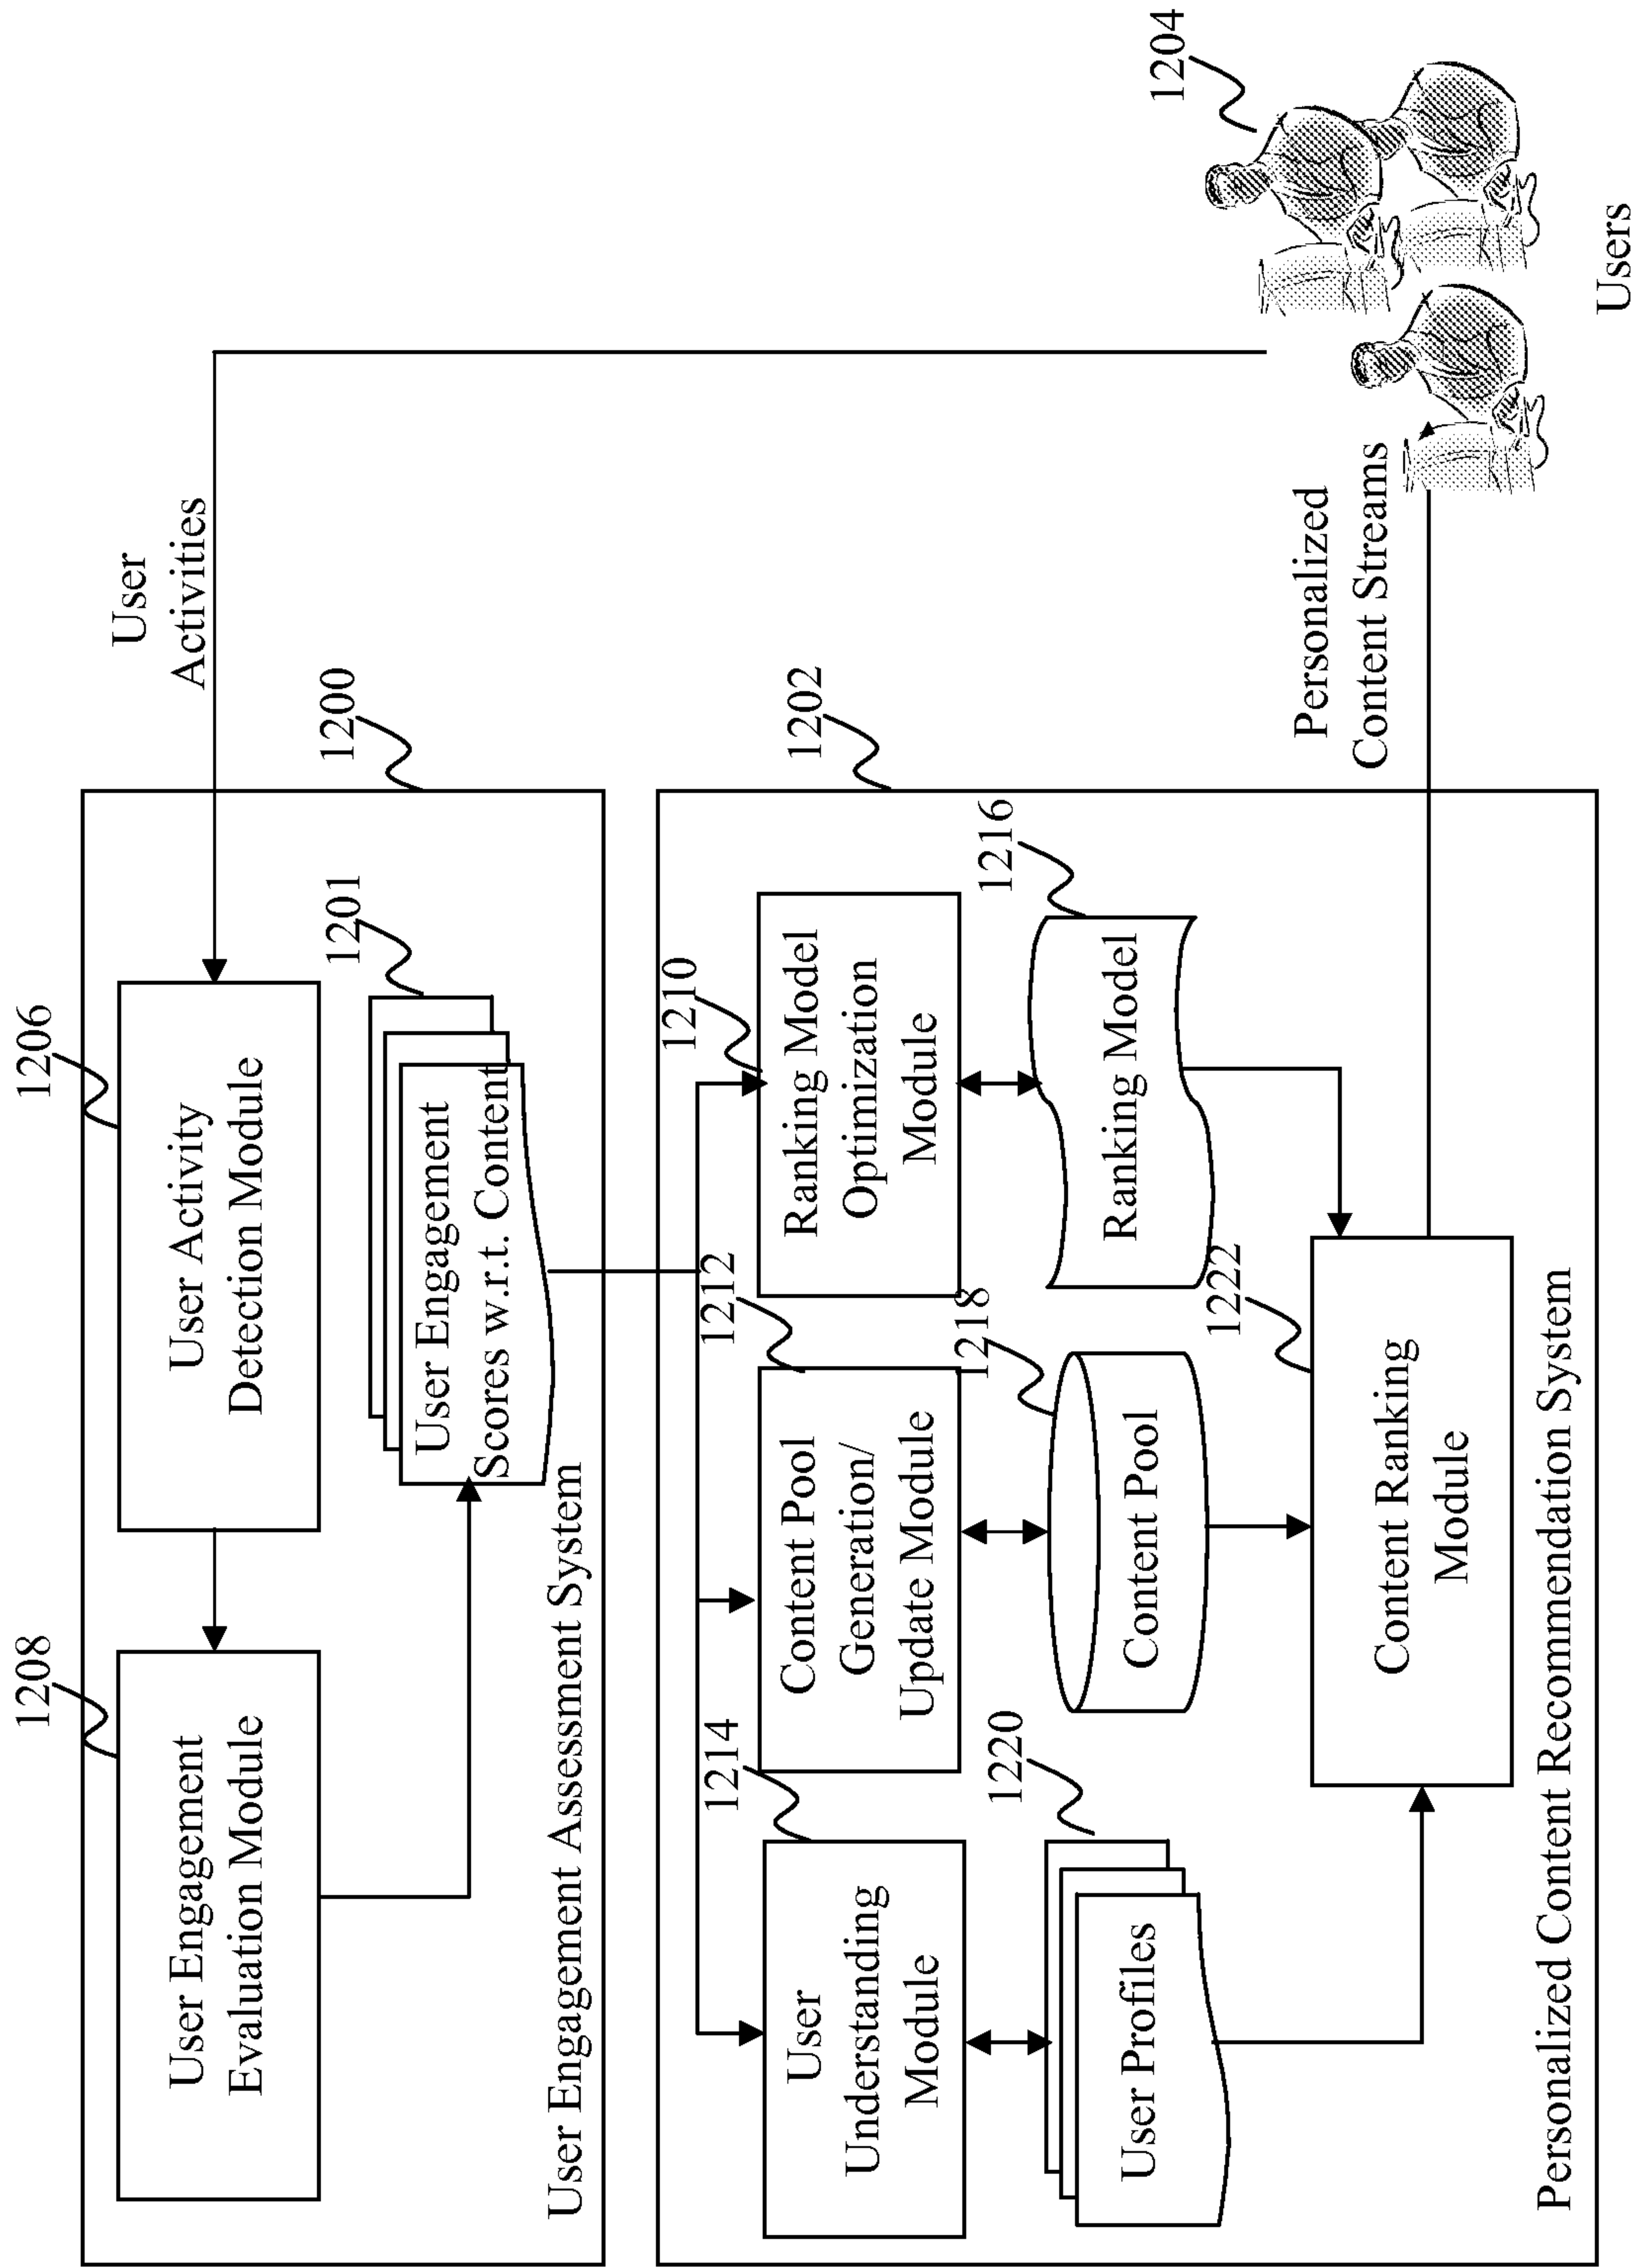 1208
1206
User Engagement
Evaluation Module
User Activity
Detection Module
User
Activities
1201
1200
User Engagement
Scores w.r.t. Content
User Engagement Assessment System
1214
1212
1210
1202
User
Understanding
Module
Content Pool
Generation/
Update Module
Ranking Model
Optimization
Module
1220
1218
1216
User Profiles
Content Pool
Ranking Model
1222
Content Ranking
Module
Personalized Content Recommendation System
Personalized
Content Streams
1204
Users